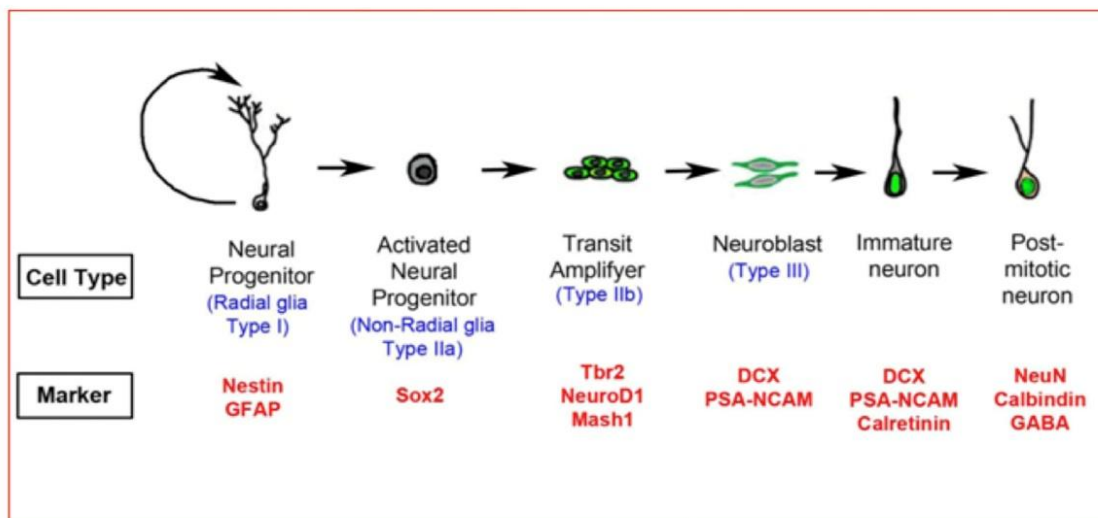 Cell Type
Neural
Progenitor
(Radial glia
Type I)
Activated
Neural
Progenitor
(Non-Radial glia
Type IIa)
Transit
Amplifyer
(Type IIb)
Neuroblast
(Type III)
Immature
neuron
Post-
mitotic
neuron
Marker
Nestin
GFAP
Sox2
Tbr2
NeuroD1
Mash1
DCX
PSA-NCAM
DCX
PSA-NCAM
Calretinin
NeuN
Calbindin
GABA